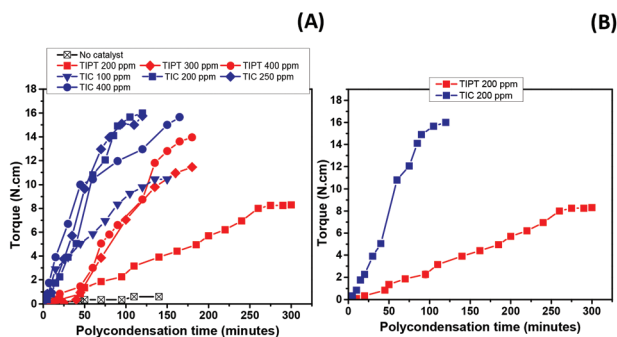 (A)
No catalyst
TIPT 200 ppm TIPT 300 ppm TIPT 400 ppm
TIC 100 ppm TIC 200 ppm TIC 250 ppm
TIC 400 ppm
18
16
14
12
10
8
6
4
2
0
Torque (N.cm)
0 50 100 150 200 250 300
Polycondensation time (minutes)
(B)
TIPT 200 ppm
TIC 200 ppm
18
16
14
12
10
8
6
4
2
0
Torque (N.cm)
0 50 100 150 200 250 300
Polycondensation time (minutes)